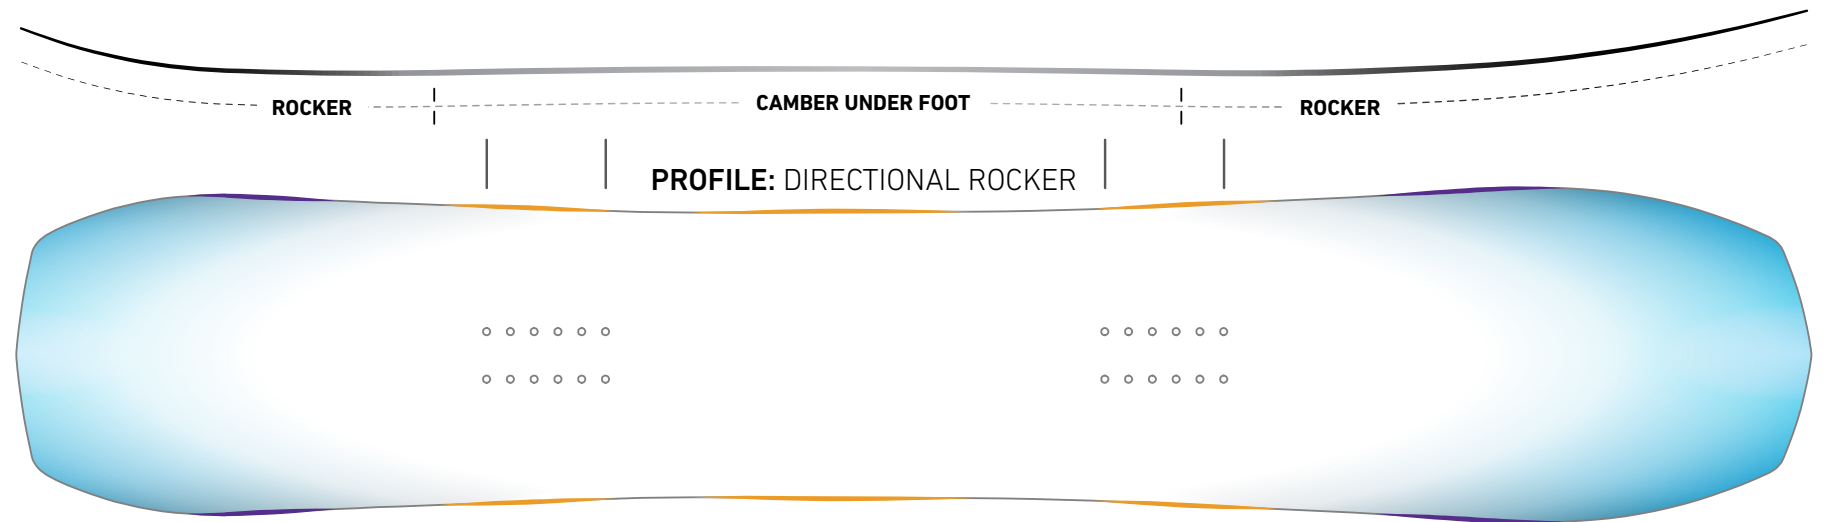 ROCKER
CAMBER UNDER FOOT
ROCKER
PROFILE: DIRECTIONAL ROCKER